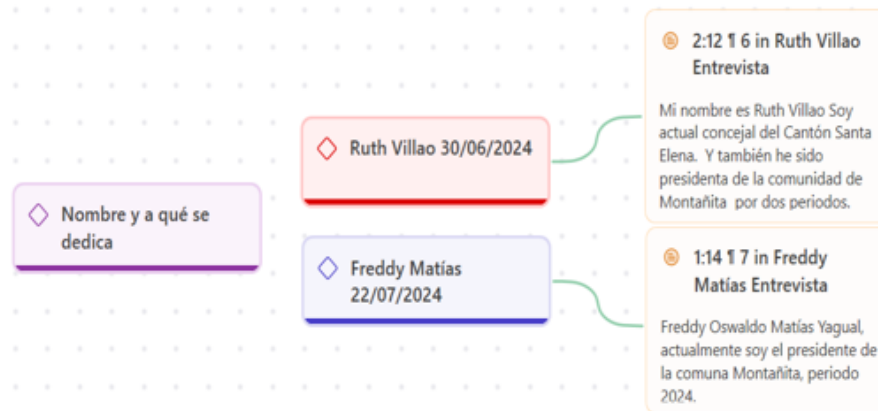 Nombre y a qué se
dedica
Ruth Villao 30/06/2024
Freddy Matías
22/07/2024
2:12 ¶ 6 in Ruth Villao
Entrevista
Mi nombre es Ruth Villao Soy
actual concejal del Cantón Santa
Elena. Y también he sido
presidenta de la comunidad de
Montañita por dos periodos.
1:14 ¶ 7 in Freddy
Matías Entrevista
Freddy Oswaldo Matías Yagual,
actualmente soy el presidente de
la comuna Montañita, periodo
2024.